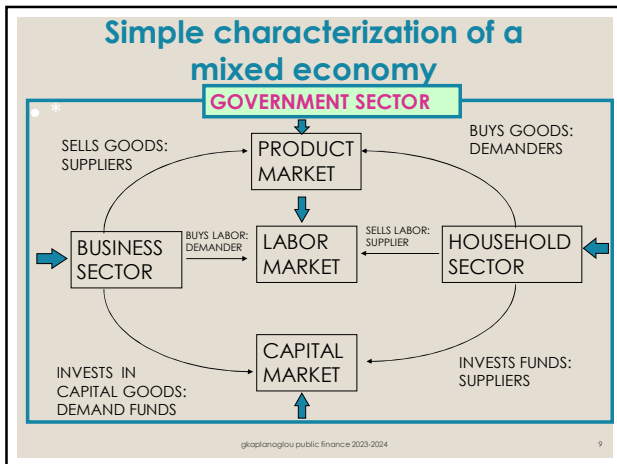 Simple characterization of a
mixed economy
• *
GOVERNMENT SECTOR
SELLS GOODS:
SUPPLIERS
PRODUCT
MARKET
BUYS GOODS:
DEMANDERS
BUSINESS
SECTOR
BUYS LABOR:
DEMANDER
LABOR
MARKET
SELLS LABOR:
SUPPLIER
HOUSEHOLD
SECTOR
INVESTS IN
CAPITAL GOODS:
DEMAND FUNDS
CAPITAL
MARKET
INVESTS FUNDS:
SUPPLIERS
gkaplanoglou public finance 2023-2024
9